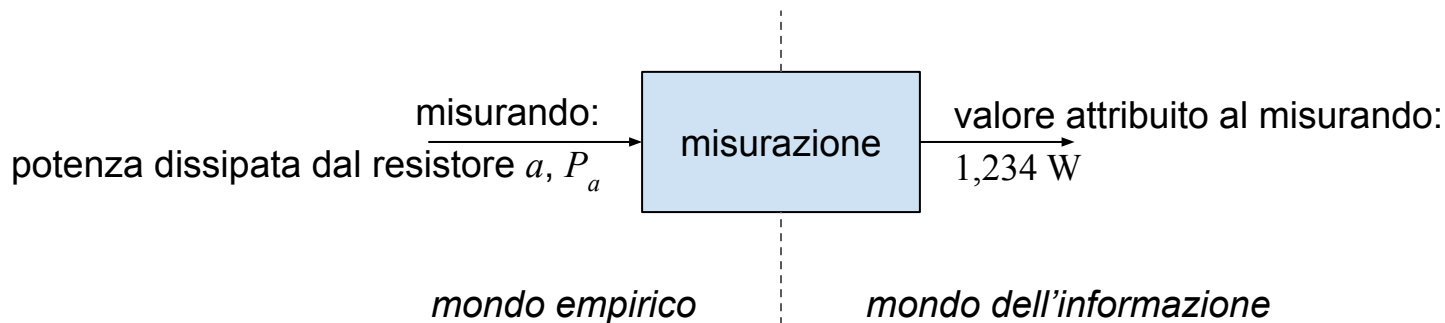 misurando:
potenza dissipata dal resistore a, Pa
misurazione
valore attribuito al misurando:
1,234 W
mondo empirico
mondo dell’informazione